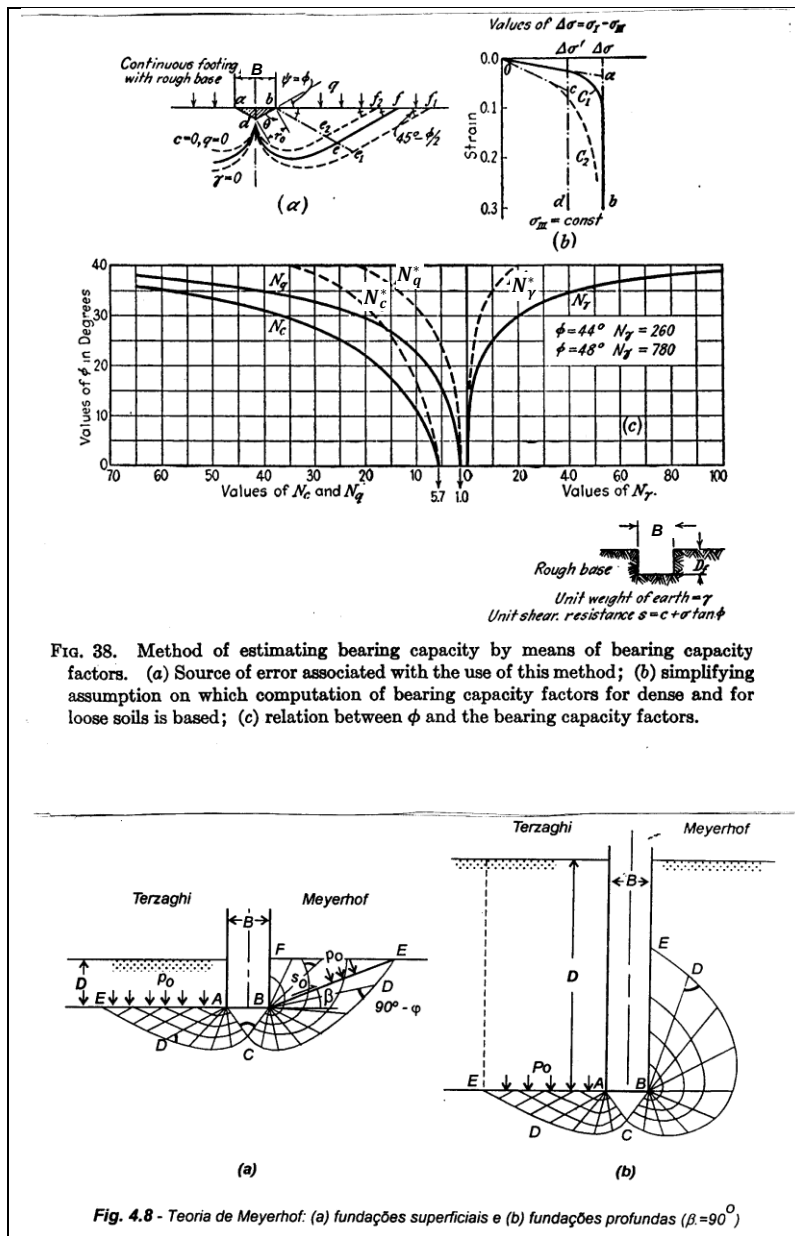 Values of Δσ=σI-σIII
Δσ' Δσ
Continuous footing
with rough base
B
ψ=φ
q
a b
d θ r₀
f₂ f f₁
e₂ e e₁
45°-φ/2
c=0, q=0
γ=0
(a)
0.0
0.1
0.2
0.3
Strain
0 a
c C₁
C₂
d b
σIII=const
(b)
40
30
20
10
0
Values of φ in Degrees
Nq
Nc
N*c
N*q
N*γ
Nγ
φ=44° Nγ=260
φ=48° Nγ=780
(c)
70 60 50 40 30 20 10 0 20 40 60 80 100
5.7 1.0
Values of Nc and Nq
Values of Nγ.
B
Rough base
Df
Unit weight of earth=γ
Unit shear. resistance s=c+σ tan φ
FIG. 38. Method of estimating bearing capacity by means of bearing capacity
factors. (a) Source of error associated with the use of this method; (b) simplifying
assumption on which computation of bearing capacity factors for dense and for
loose soils is based; (c) relation between φ and the bearing capacity factors.
Terzaghi
Meyerhof
B
D
po
E A B C D
F
so
po
β
E
D
90° - φ
(a)
Terzaghi
Meyerhof
B
D
Po
E A B C D
E
D
(b)
Fig. 4.8 - Teoria de Meyerhof: (a) fundações superficiais e (b) fundações profundas (β.=90°)